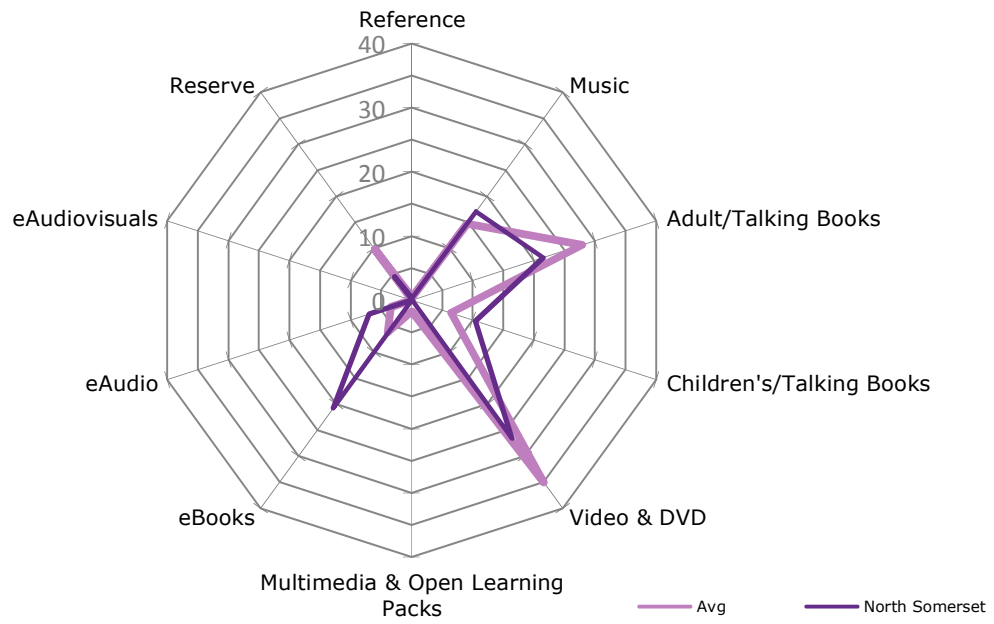 Reference
40
Reserve
Music
30
20
eAudiovisuals
Adult/Talking Books
10
0
eAudio
Children's/Talking Books
eBooks
Video & DVD
Multimedia & Open Learning
Packs
Avg
North Somerset